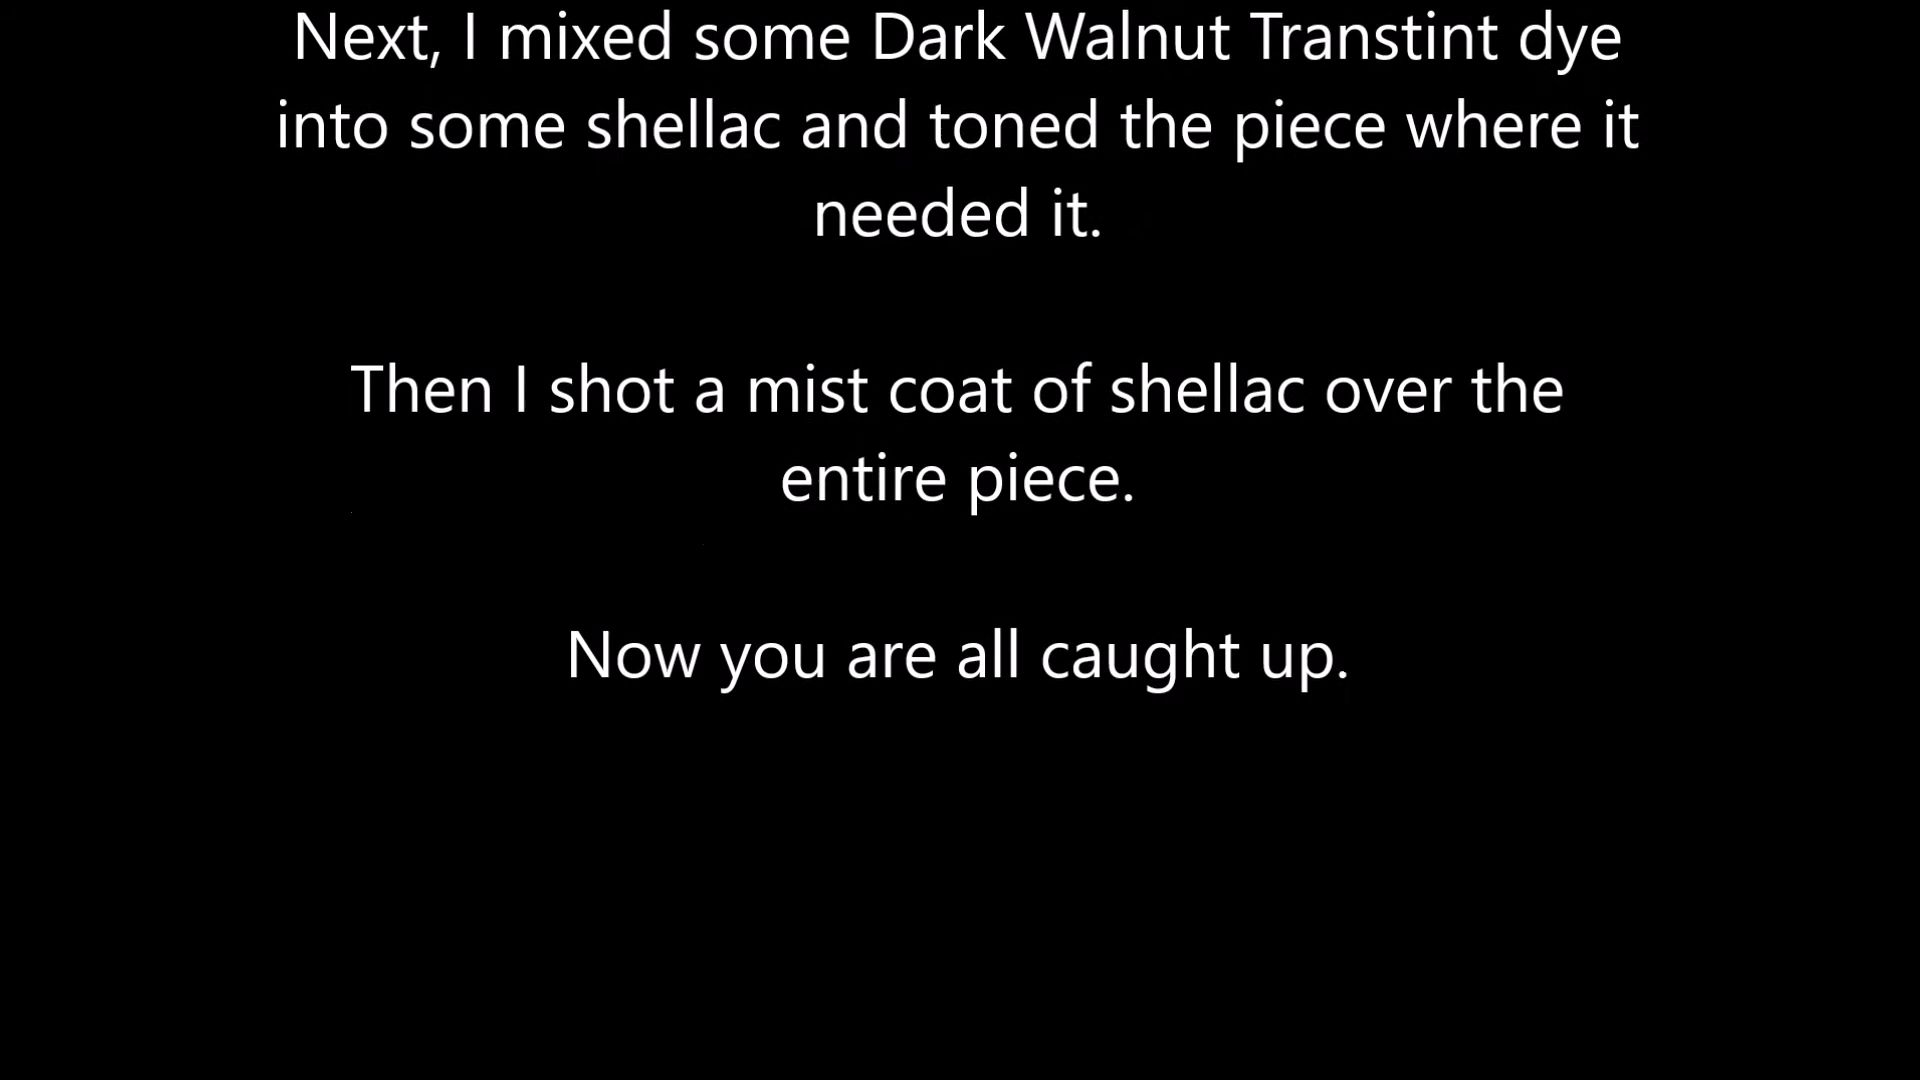 Next, I mixed some Dark Walnut Transtint dye
into some shellac and toned the piece where it
needed it.
Then I shot a mist coat of shellac over the
entire piece.
Now you are all caught up.